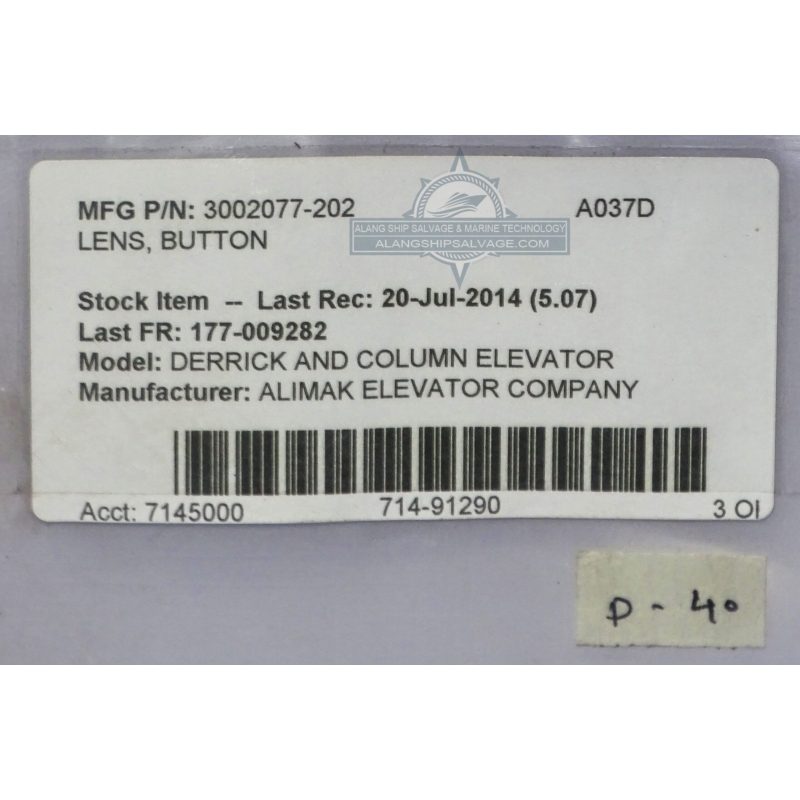 MFG P/N: 3002077-202 A037D
LENS, BUTTON
ALANG SHIP SALVAGE & MARINE TECHNOLOGY
ALANGSHIPSALVAGE.COM
Stock Item -- Last Rec: 20-Jul-2014 (5.07)
Last FR: 177-009282
Model: DERRICK AND COLUMN ELEVATOR
Manufacturer: ALIMAK ELEVATOR COMPANY
Acct: 7145000 714-91290 3 OI
D - 40